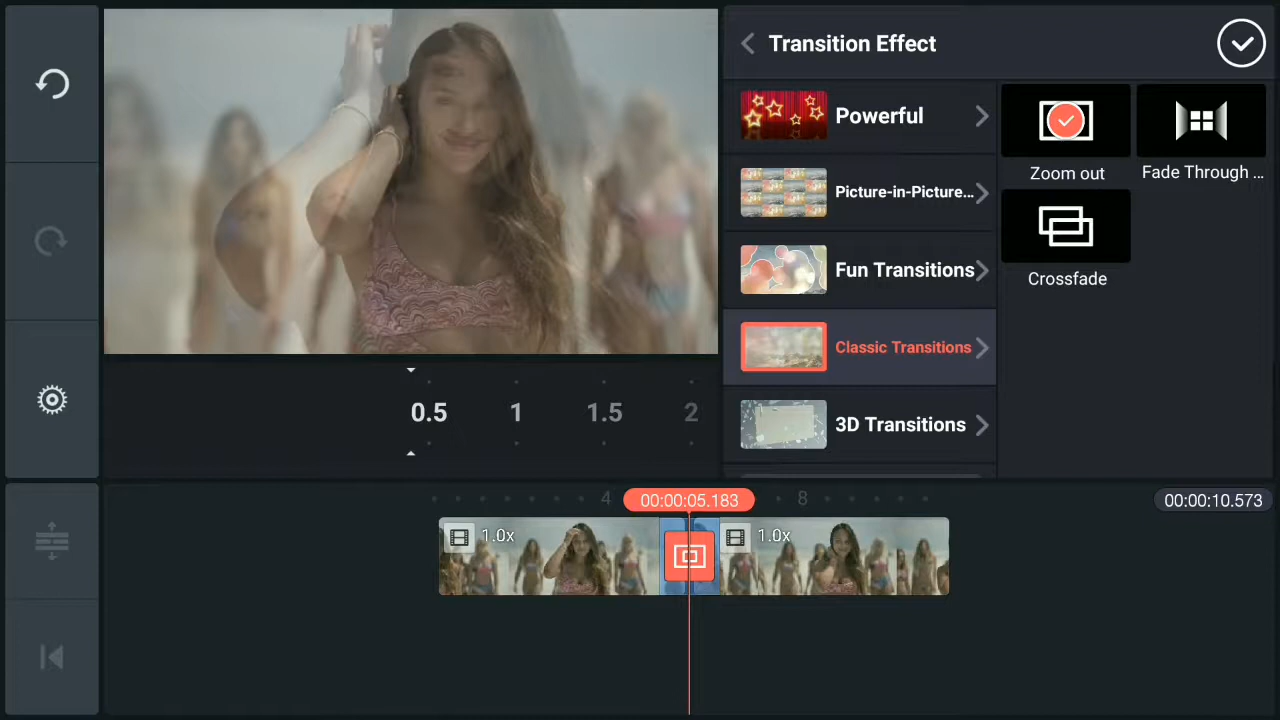 Transition Effect
Powerful
Zoom out
Fade Through ...
Picture-in-Picture...
Fun Transitions
Crossfade
Classic Transitions
3D Transitions
0.5 1 1.5 2
4 00:00:05.183 8 00:00:10.573
1.0x 1.0x